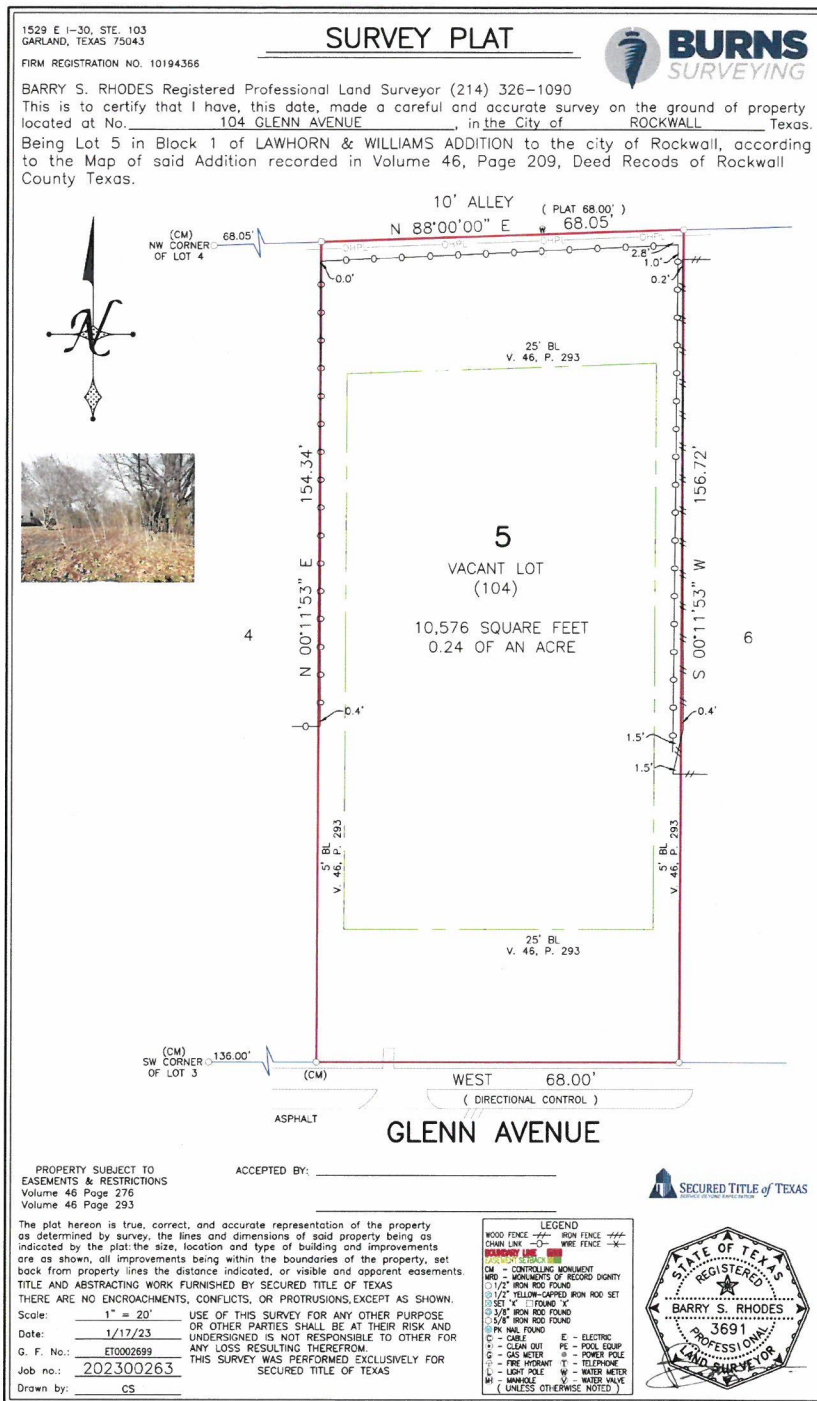 1529 E I-30, STE. 103
GARLAND, TEXAS 75043
FIRM REGISTRATION NO. 10194366
SURVEY PLAT
BURNS
SURVEYING
BARRY S. RHODES Registered Professional Land Surveyor (214) 326-1090
This is to certify that I have, this date, made a careful and accurate survey on the ground of property
located at No. 104 GLENN AVENUE , in the City of ROCKWALL Texas.
Being Lot 5 in Block 1 of LAWHORN & WILLIAMS ADDITION to the city of Rockwall, according
to the Map of said Addition recorded in Volume 46, Page 209, Deed Recods of Rockwall
County Texas.
10' ALLEY
( PLAT 68.00' )
N 88°00'00" E
68.05'
W
(CM)
NW CORNER
OF LOT 4
68.05'
OHPL OHPL OHPL OHPL
2.8'
1.0'
0.0'
0.2'
N
25' BL
V. 46, P. 293
154.34'
N 00°11'53" E
156.72'
S 00°11'53" W
5
VACANT LOT
(104)
10,576 SQUARE FEET
0.24 OF AN ACRE
4
6
0.4'
0.4'
1.5'
1.5'
5' BL
V. 46, P. 293
5' BL
V. 46, P. 293
25' BL
V. 46, P. 293
(CM)
SW CORNER
OF LOT 3
136.00'
(CM)
WEST 68.00'
( DIRECTIONAL CONTROL )
ASPHALT
GLENN AVENUE
PROPERTY SUBJECT TO
EASEMENTS & RESTRICTIONS
Volume 46 Page 276
Volume 46 Page 293
ACCEPTED BY:
SECURED TITLE of TEXAS
SERVICE BEYOND EXPECTATION
The plat hereon is true, correct, and accurate representation of the property
as determined by survey, the lines and dimensions of said property being as
indicated by the plat: the size, location and type of building and improvements
are as shown, all improvements being within the boundaries of the property, set
back from property lines the distance indicated, or visible and apparent easements.
TITLE AND ABSTRACTING WORK FURNISHED BY SECURED TITLE OF TEXAS
THERE ARE NO ENCROACHMENTS, CONFLICTS, OR PROTRUSIONS, EXCEPT AS SHOWN.
Scale: 1" = 20'
Date: 1/17/23
G. F. No.: ET0002699
Job no.: 202300263
Drawn by: CS
USE OF THIS SURVEY FOR ANY OTHER PURPOSE
OR OTHER PARTIES SHALL BE AT THEIR RISK AND
UNDERSIGNED IS NOT RESPONSIBLE TO OTHER FOR
ANY LOSS RESULTING THEREFROM.
THIS SURVEY WAS PERFORMED EXCLUSIVELY FOR
SECURED TITLE OF TEXAS
LEGEND
WOOD FENCE IRON FENCE
CHAIN LINK WIRE FENCE
BOUNDARY LINE
EASEMENT SETBACK
CM - CONTROLLING MONUMENT
MRD - MONUMENTS OF RECORD DIGNITY
1/2" IRON ROD FOUND
1/2" YELLOW-CAPPED IRON ROD SET
SET 'X' FOUND 'X'
3/8" IRON ROD FOUND
5/8" IRON ROD FOUND
PK NAIL FOUND
C - CABLE E - ELECTRIC
- CLEAN OUT PE - POOL EQUIP
G - GAS METER - POWER POLE
- FIRE HYDRANT T - TELEPHONE
L - LIGHT POLE W - WATER METER
MH - MANHOLE V - WATER VALVE
( UNLESS OTHERWISE NOTED )
STATE OF TEXAS
REGISTERED
BARRY S. RHODES
3691
PROFESSIONAL
LAND SURVEYOR